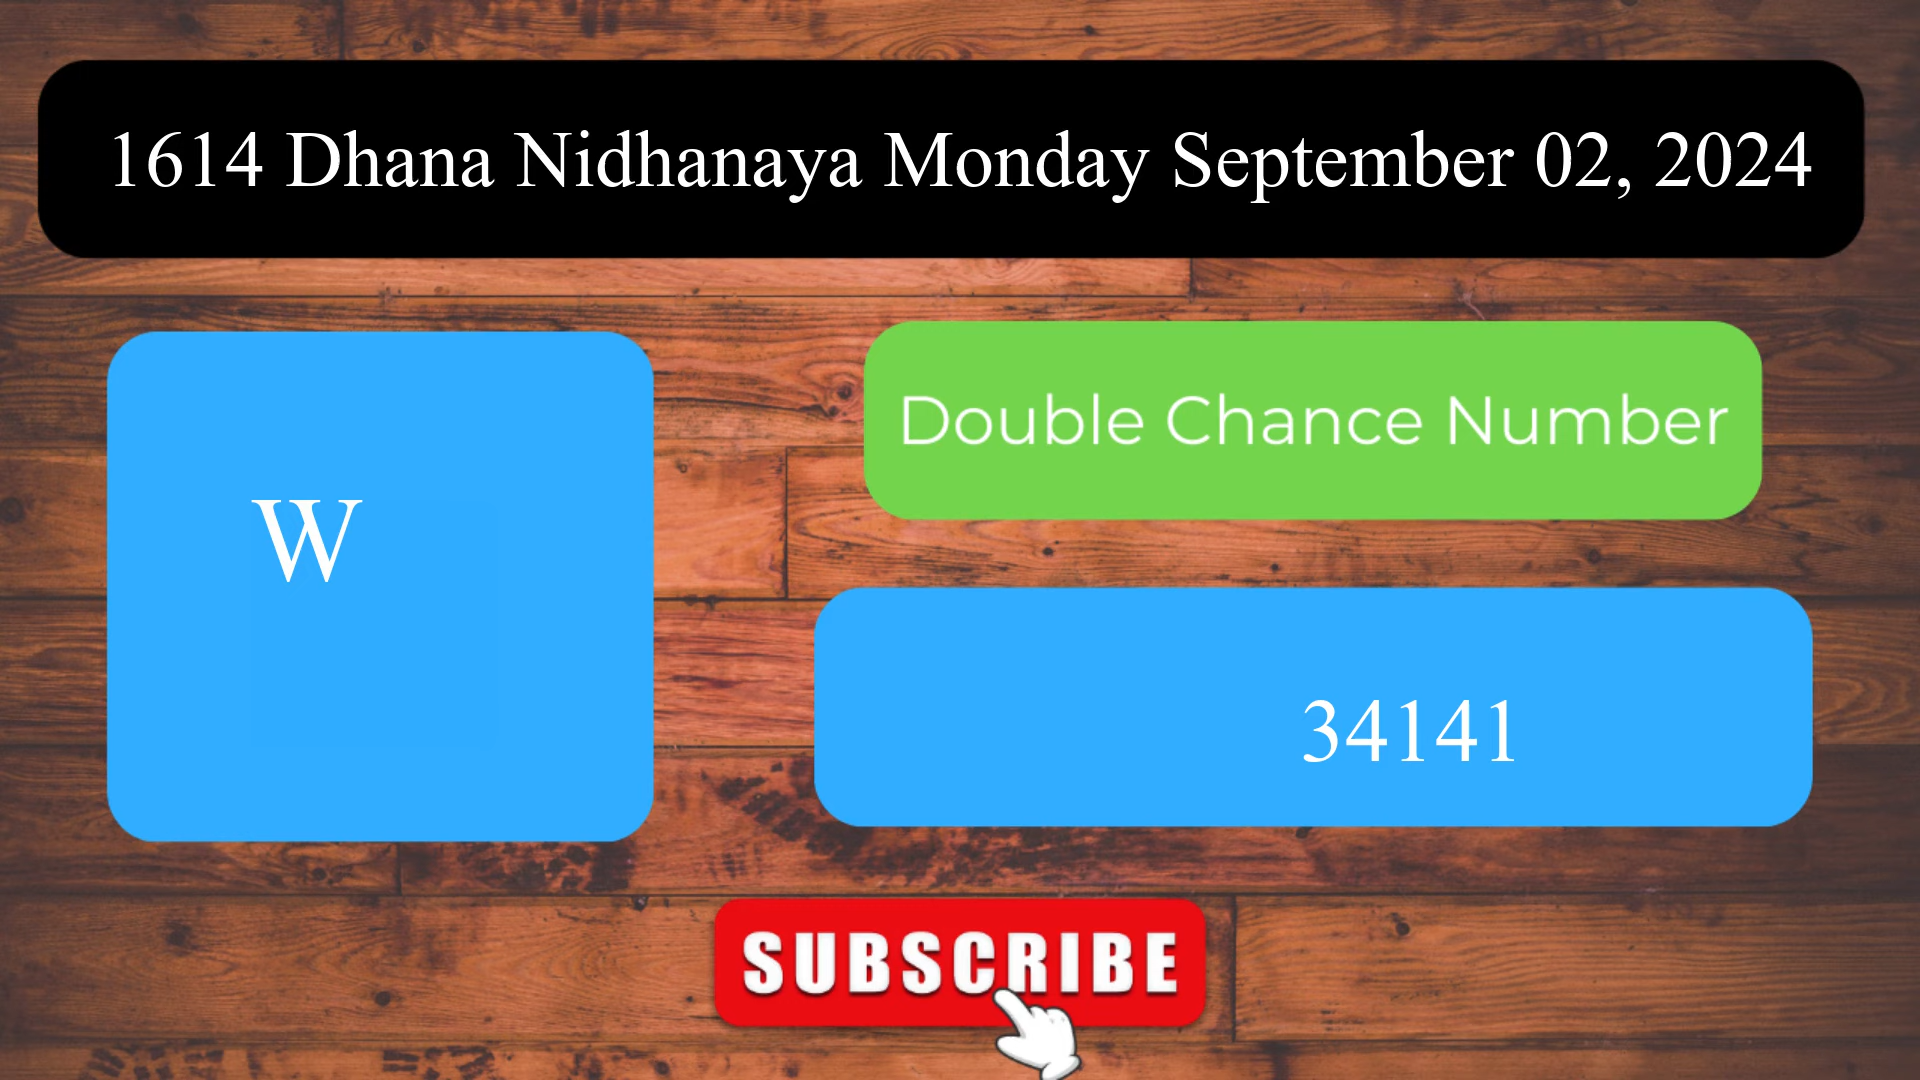 1614 Dhana Nidhanaya Monday September 02, 2024
W
Double Chance Number
34141
SUBSCRIBE